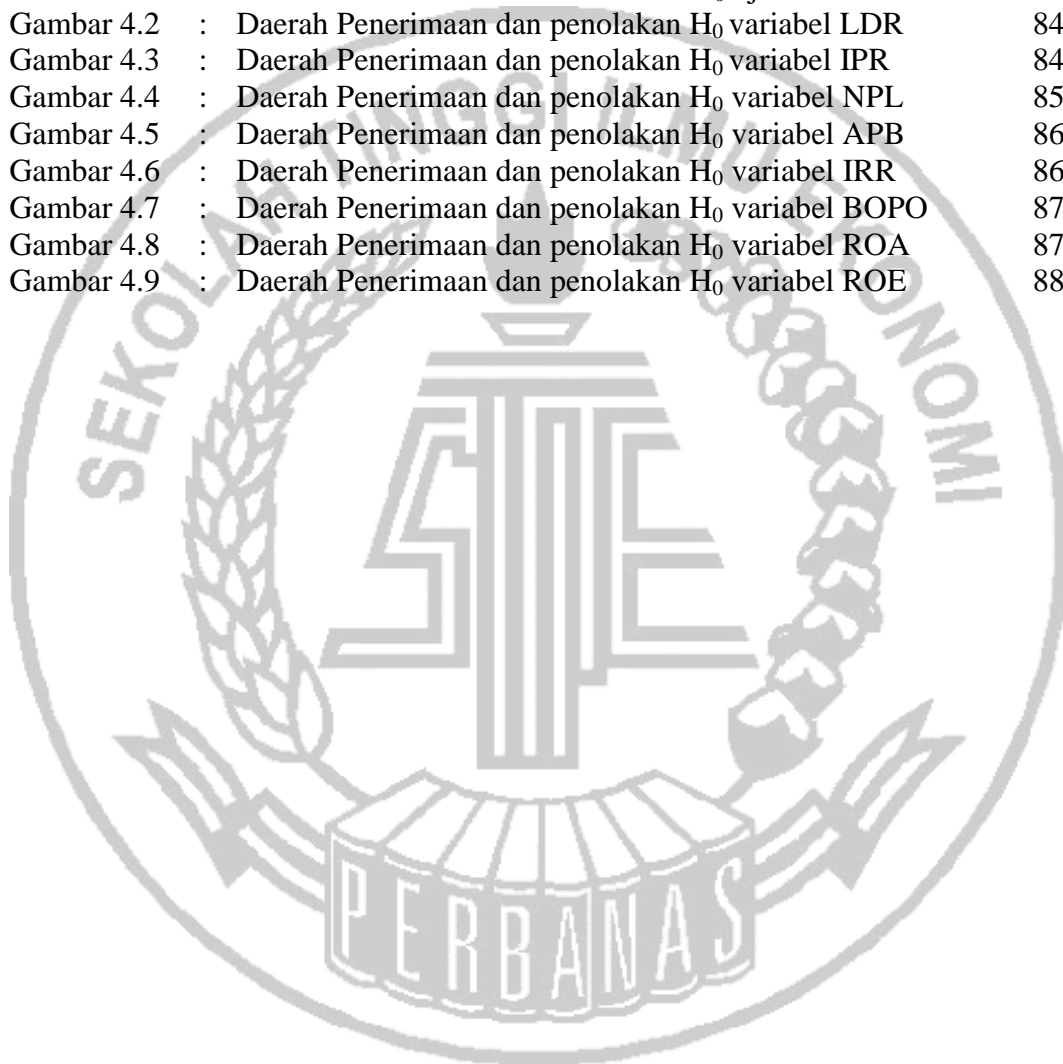 Gambar 4.2 : Daerah Penerimaan dan penolakan H₀ variabel LDR 84
Gambar 4.3 : Daerah Penerimaan dan penolakan H₀ variabel IPR 84
Gambar 4.4 : Daerah Penerimaan dan penolakan H₀ variabel NPL 85
Gambar 4.5 : Daerah Penerimaan dan penolakan H₀ variabel APB 86
Gambar 4.6 : Daerah Penerimaan dan penolakan H₀ variabel IRR 86
Gambar 4.7 : Daerah Penerimaan dan penolakan H₀ variabel BOPO 87
Gambar 4.8 : Daerah Penerimaan dan penolakan H₀ variabel ROA 87
Gambar 4.9 : Daerah Penerimaan dan penolakan H₀ variabel ROE 88
SEKOLAH TINGGI ILMU EKONOMI
STIE
PERBANAS